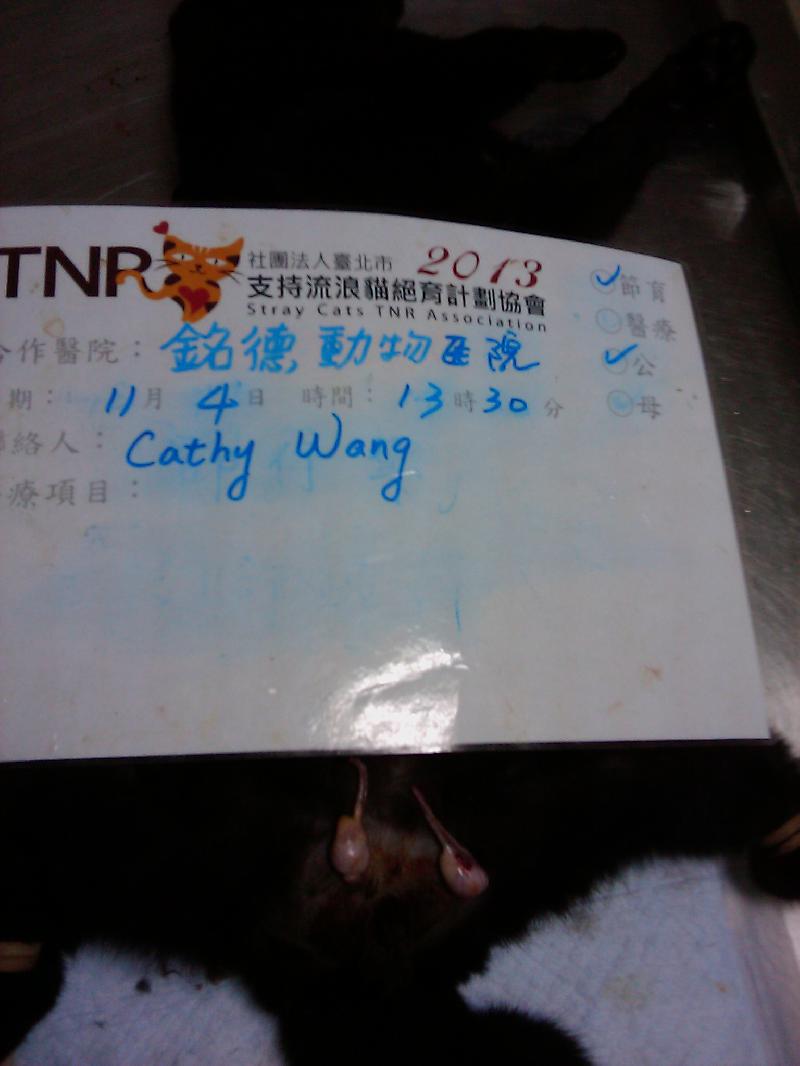 TNR 社團法人臺北市 2013
支持流浪貓絕育計劃協會
Stray Cats TNR Association
節育
醫療
公
母
合作醫院：銘德動物医院
期：11月4日 時間：13時30分
絡人：Cathy Wang
療項目：